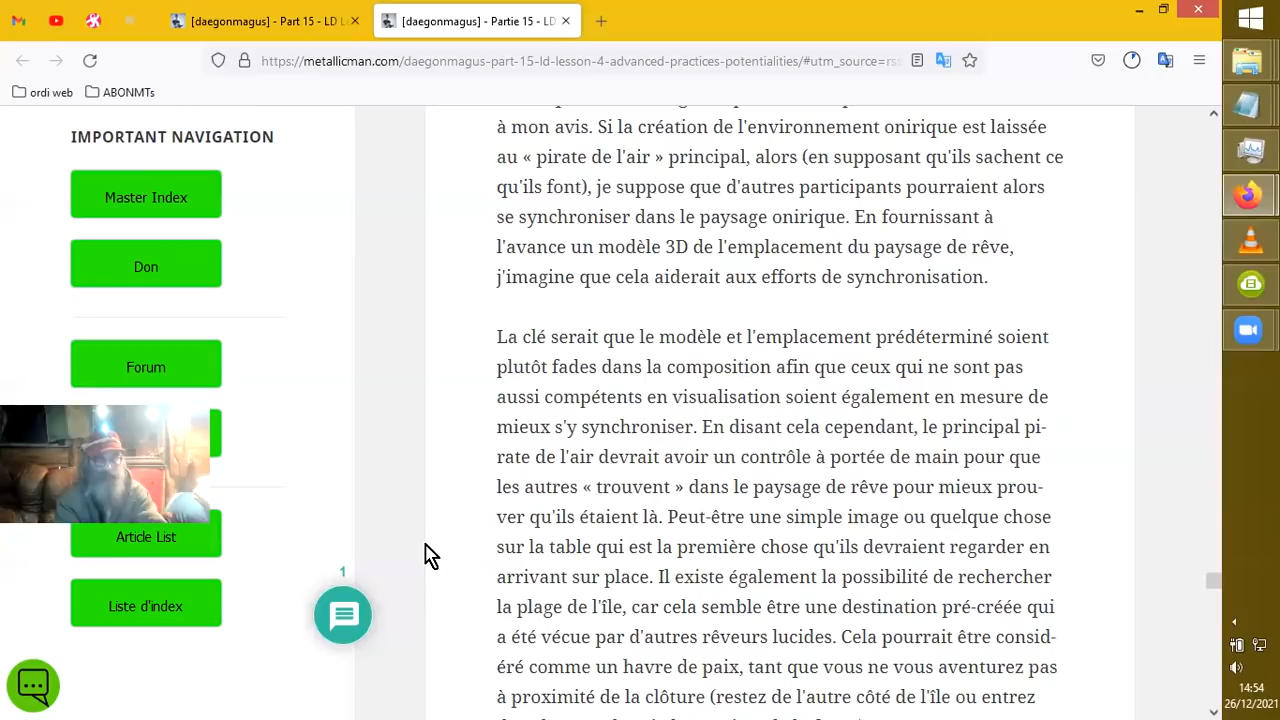 [daegonmagus] - Part 15 - LD Le
[daegonmagus] - Partie 15 - LD
https://metallicman.com/daegonmagus-part-15-ld-lesson-4-advanced-practices-potentialities/#utm_source=rss
ordi web
ABONMTs
IMPORTANT NAVIGATION
Master Index
Don
Forum
Article List
Liste d'index
1
à mon avis. Si la création de l'environnement onirique est laissée
au « pirate de l'air » principal, alors (en supposant qu'ils sachent ce
qu'ils font), je suppose que d'autres participants pourraient alors
se synchroniser dans le paysage onirique. En fournissant à
l'avance un modèle 3D de l'emplacement du paysage de rêve,
j'imagine que cela aiderait aux efforts de synchronisation.
La clé serait que le modèle et l'emplacement prédéterminé soient
plutôt fades dans la composition afin que ceux qui ne sont pas
aussi compétents en visualisation soient également en mesure de
mieux s'y synchroniser. En disant cela cependant, le principal pi-
rate de l'air devrait avoir un contrôle à portée de main pour que
les autres « trouvent » dans le paysage de rêve pour mieux prou-
ver qu'ils étaient là. Peut-être une simple image ou quelque chose
sur la table qui est la première chose qu'ils devraient regarder en
arrivant sur place. Il existe également la possibilité de rechercher
la plage de l'île, car cela semble être une destination pré-créée qui
a été vécue par d'autres rêveurs lucides. Cela pourrait être consid-
éré comme un havre de paix, tant que vous ne vous aventurez pas
à proximité de la clôture (restez de l'autre côté de l'île ou entrez
14:54
26/12/2021